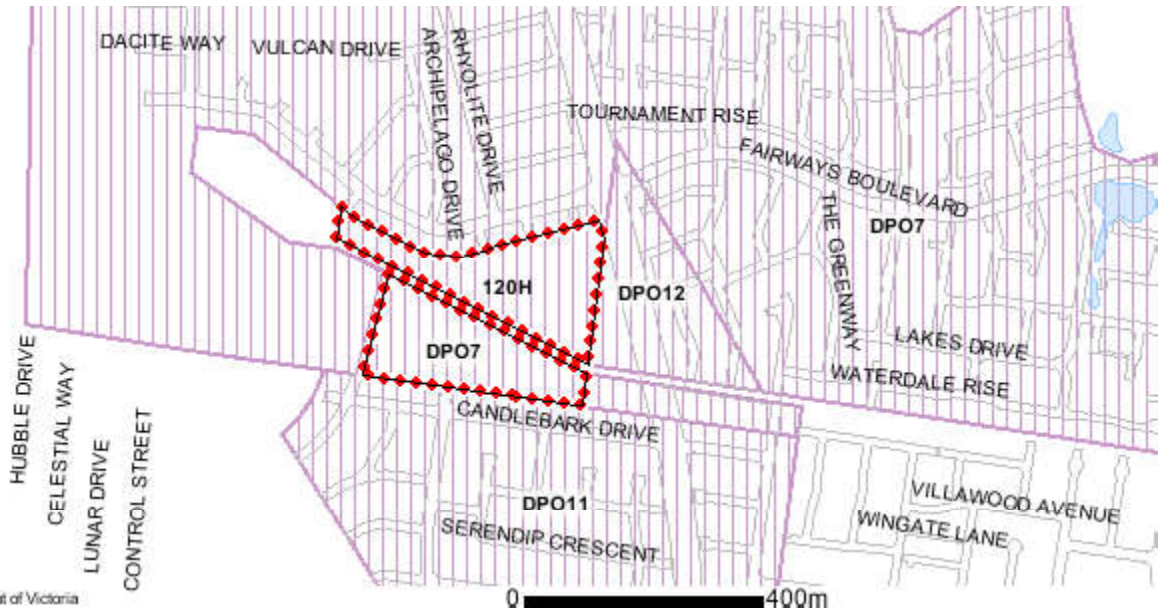 DACITE WAY
VULCAN DRIVE
ARCHIPELAGO DRIVE
RHYOLITE DRIVE
TOURNAMENT RISE
FAIRWAYS BOULEVARD
THE GREENWAY
DPO7
120H
DPO12
DPO7
LAKES DRIVE
WATERDALE RISE
HUBBLE DRIVE
CELESTIAL WAY
LUNAR DRIVE
CONTROL STREET
CANDLEBARK DRIVE
DPO11
SERENDIP CRESCENT
VILLAWOOD AVENUE
WINGATE LANE
t of Victoria
0
400m